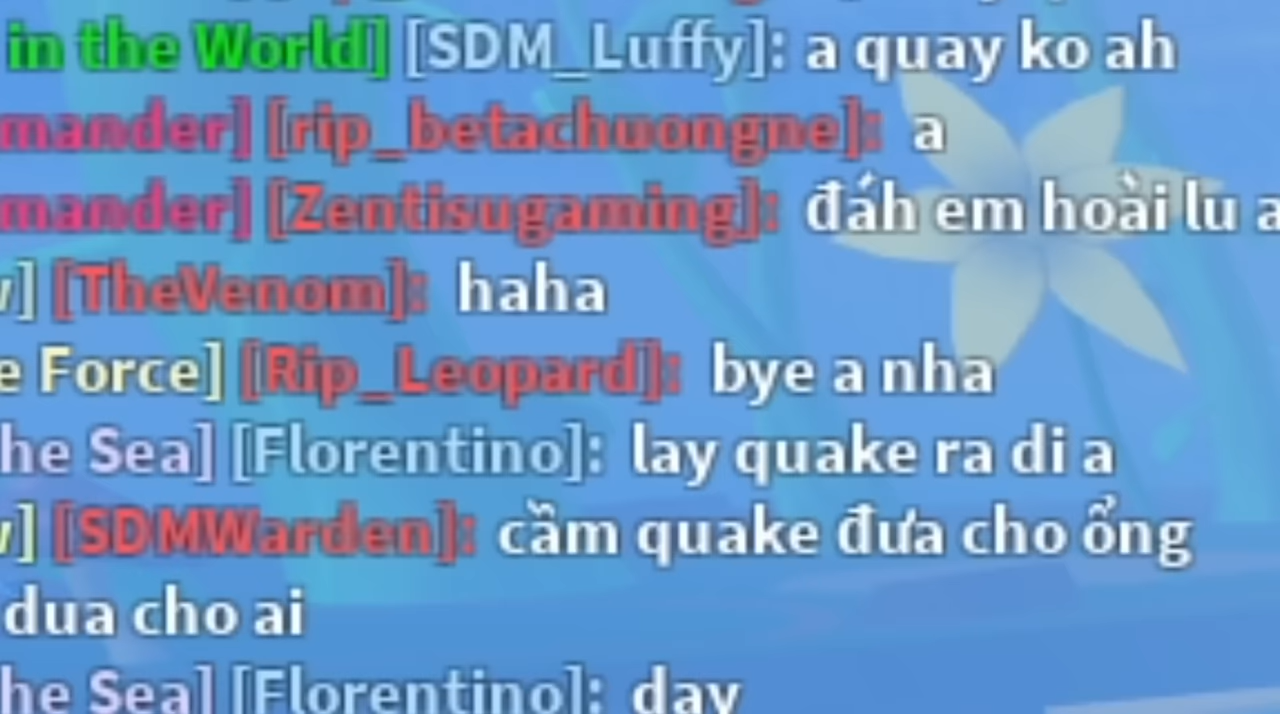 in the World] [SDM_Luffy]: a quay ko ah
mander] [rip_betachuongne]: a
mander] [Zentisugaming]: đấh em hoài lu a
] [TheVenom]: haha
e Force] [Rip_Leopard]: bye a nha
he Sea] [Florentino]: lay quake ra di a
] [SDMWarden]: cầm quake đưa cho ổng
dua cho ai
he Sea] [Florentino]: day